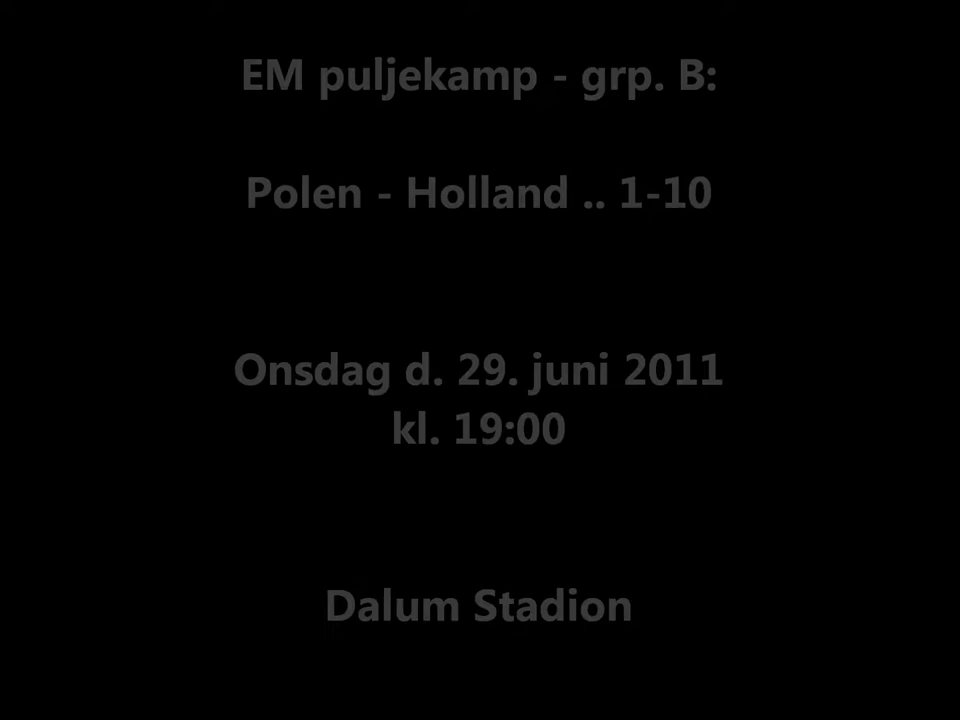 EM puljekamp - grp. B:
Polen - Holland .. 1-10
Onsdag d. 29. juni 2011
kl. 19:00
Dalum Stadion